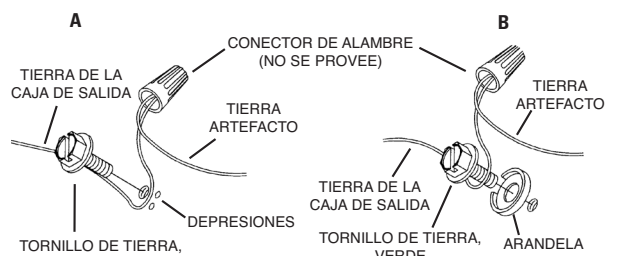 A
B
CONECTOR DE ALAMBRE
(NO SE PROVEE)
TIERRA DE LA
CAJA DE SALIDA
TIERRA
ARTEFACTO
TIERRA
ARTEFACTO
DEPRESIONES
TIERRA DE LA
CAJA DE SALIDA
TORNILLO DE TIERRA,
TORNILLO DE TIERRA,
VERDE
ARANDELA